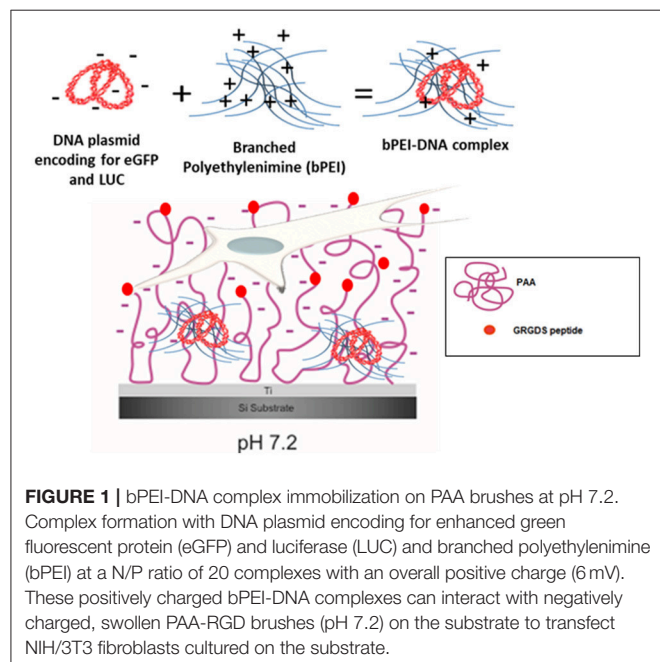 DNA plasmid
encoding for eGFP
and LUC
+
Branched
Polyethylenimine (bPEI)
=
bPEI-DNA complex
PAA
GRGDS peptide
Ti
Si Substrate
pH 7.2
FIGURE 1 | bPEI-DNA complex immobilization on PAA brushes at pH 7.2.
Complex formation with DNA plasmid encoding for enhanced green
fluorescent protein (eGFP) and luciferase (LUC) and branched polyethylenimine
(bPEI) at a N/P ratio of 20 complexes with an overall positive charge (6 mV).
These positively charged bPEI-DNA complexes can interact with negatively
charged, swollen PAA-RGD brushes (pH 7.2) on the substrate to transfect
NIH/3T3 fibroblasts cultured on the substrate.